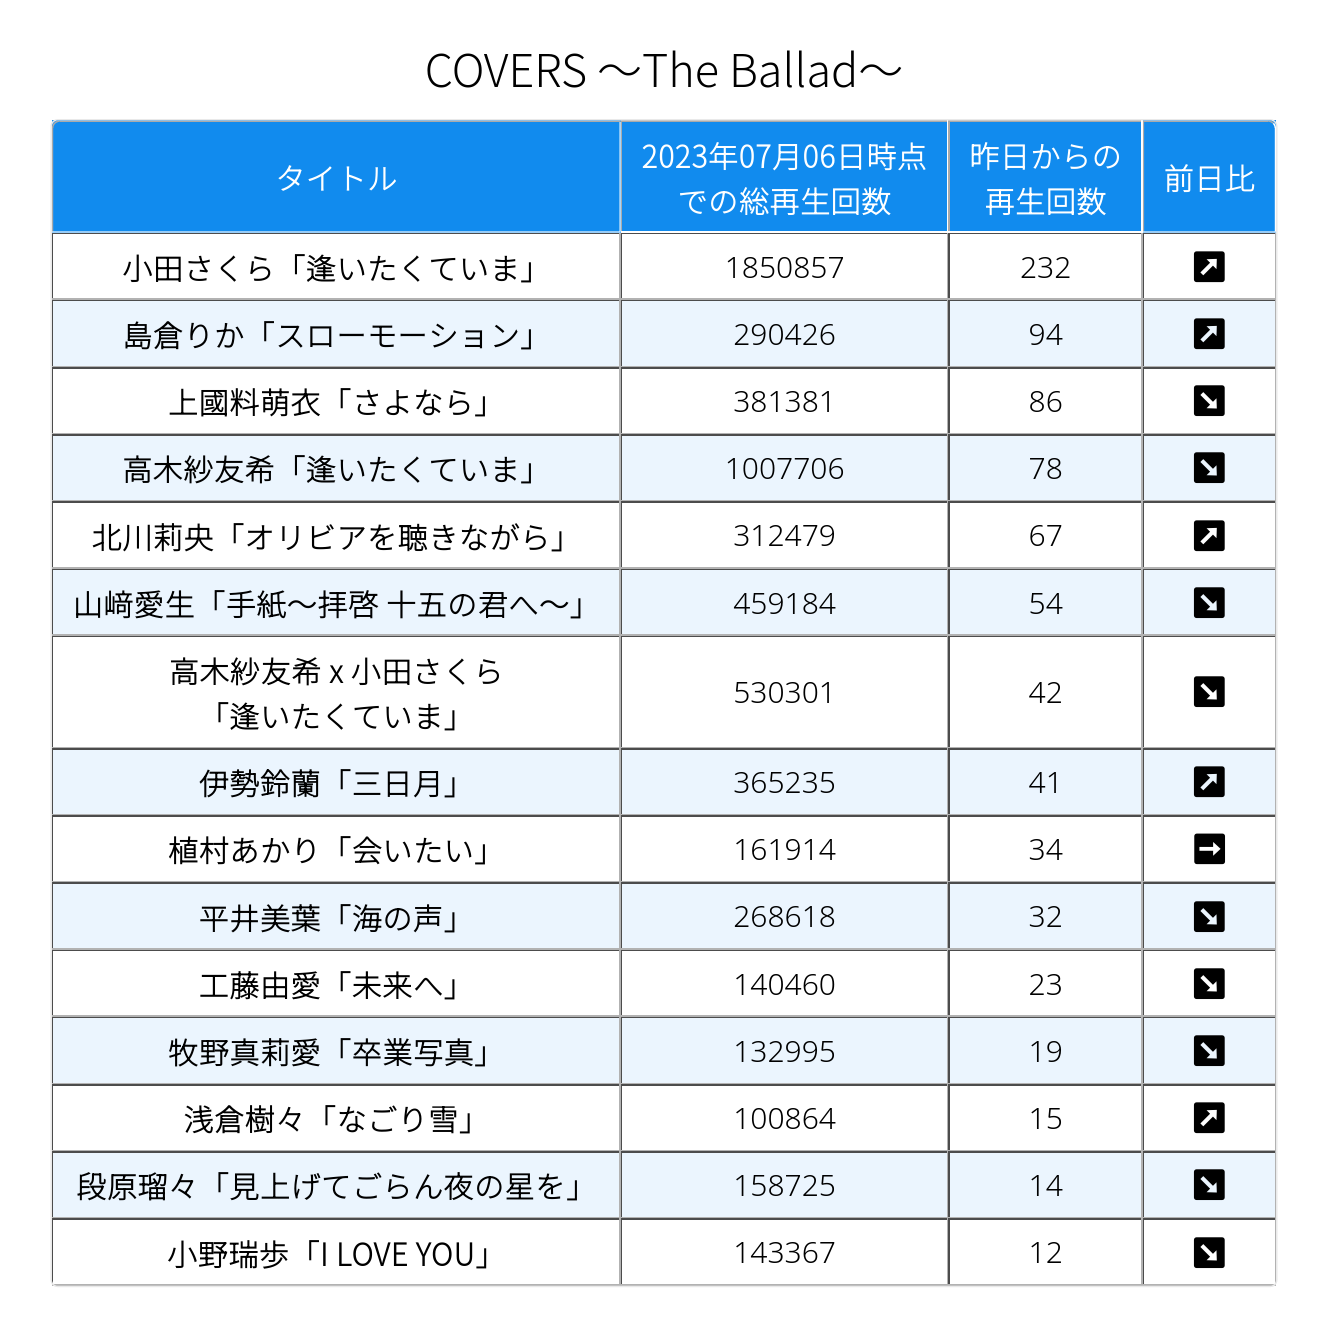 COVERS ～The Ballad～
タイトル 2023年07月06日時点での総再生回数 昨日からの再生回数 前日比
小田さくら「逢いたくていま」 1850857 232 ↗
島倉りか「スローモーション」 290426 94 ↗
上國料萌衣「さよなら」 381381 86 ↘
高木紗友希「逢いたくていま」 1007706 78 ↘
北川莉央「オリビアを聴きながら」 312479 67 ↗
山﨑愛生「手紙～拝啓 十五の君へ～」 459184 54 ↘
高木紗友希 x 小田さくら
「逢いたくていま」 530301 42 ↘
伊勢鈴蘭「三日月」 365235 41 ↗
植村あかり「会いたい」 161914 34 →
平井美葉「海の声」 268618 32 ↘
工藤由愛「未来へ」 140460 23 ↘
牧野真莉愛「卒業写真」 132995 19 ↘
浅倉樹々「なごり雪」 100864 15 ↗
段原瑠々「見上げてごらん夜の星を」 158725 14 ↘
小野瑞歩「I LOVE YOU」 143367 12 ↘